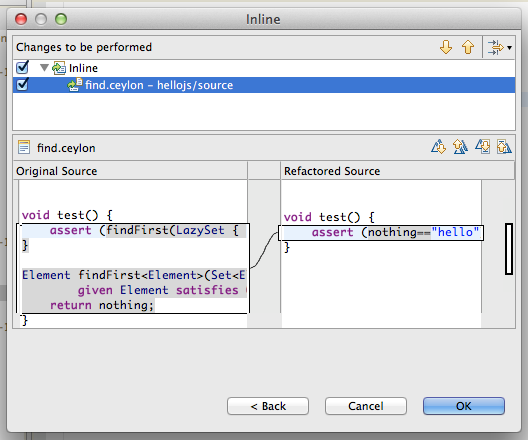 Inline
Changes to be performed
Inline
find.ceylon – hellojs/source
find.ceylon
Original Source
Refactored Source
void test() {
assert (findFirst(LazySet {
}
Element findFirst<Element>(Set<E
given Element satisfies
return nothing;
}
void test() {
assert (nothing=="hello"
}
< Back
Cancel
OK